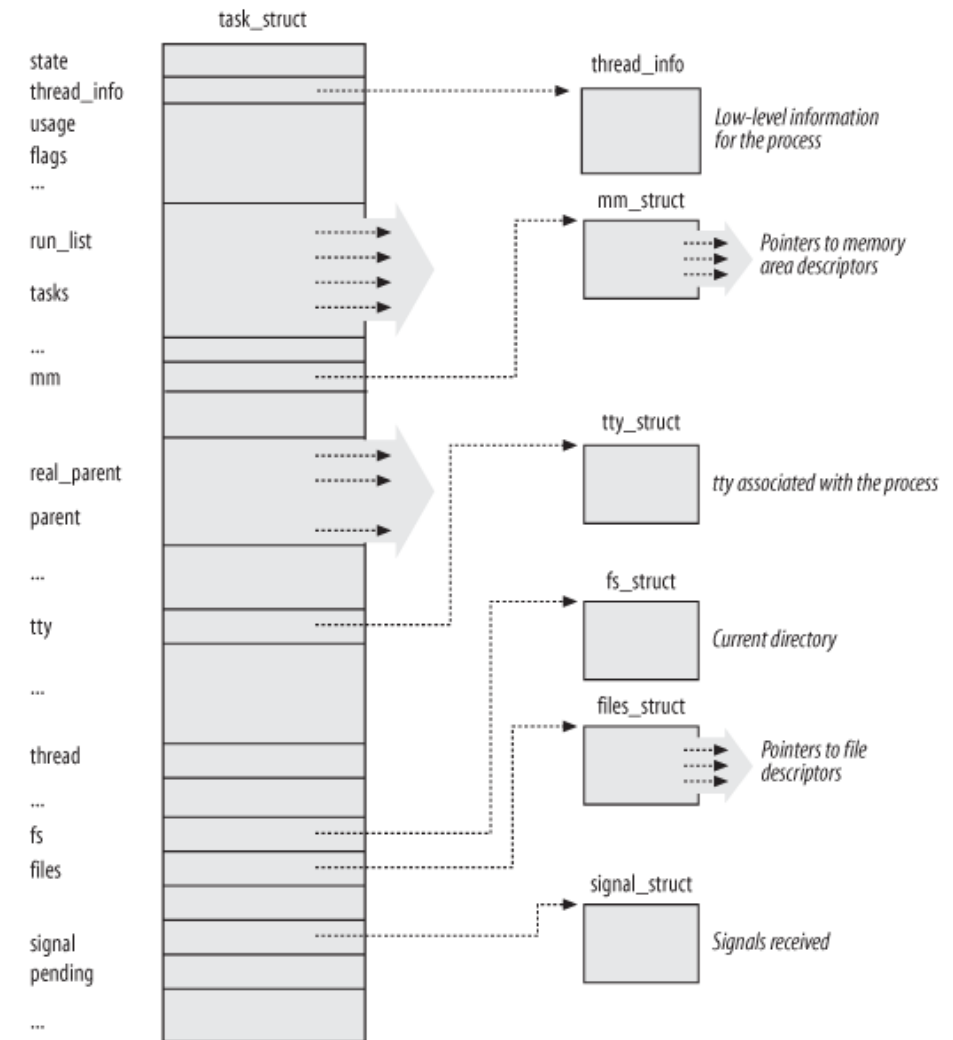 task_struct
state
thread_info
usage
flags
...
run_list
tasks
...
mm
real_parent
parent
...
tty
...
thread
...
fs
files
signal
pending
...
thread_info
Low-level information
for the process
mm_struct
Pointers to memory
area descriptors
tty_struct
tty associated with the process
fs_struct
Current directory
files_struct
Pointers to file
descriptors
signal_struct
Signals received